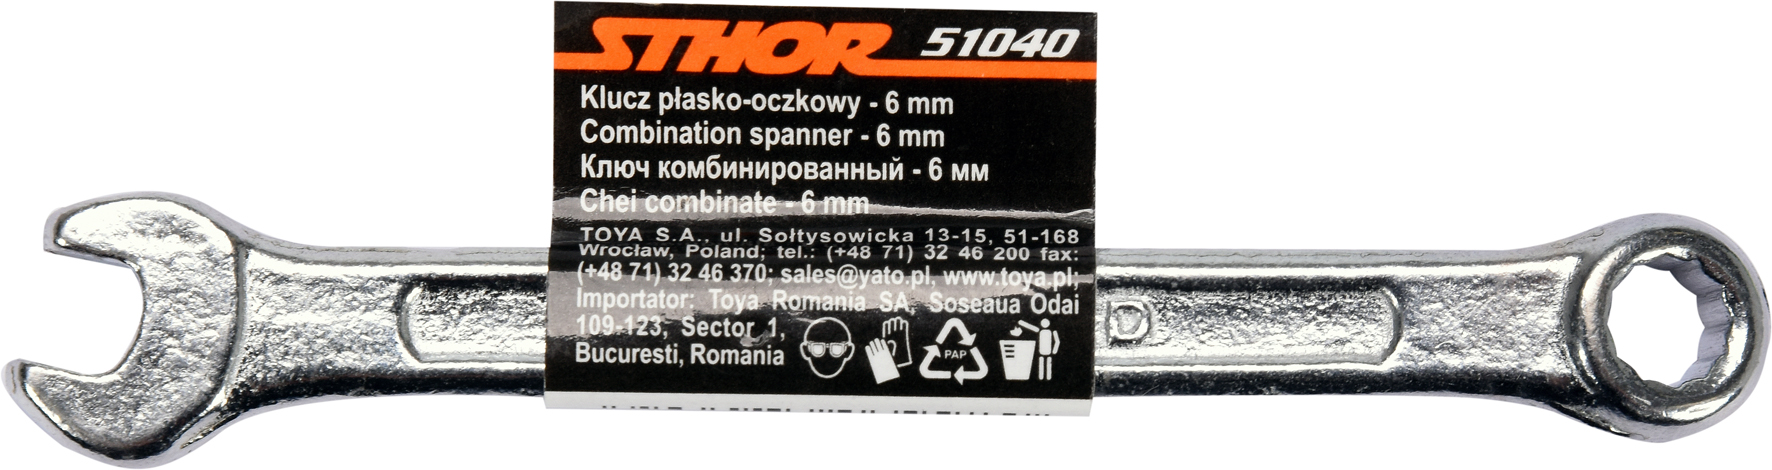 STHOR 51040
Klucz płasko-oczkowy - 6 mm
Combination spanner - 6 mm
Ключ комбинированный - 6 мм
Chei combinate - 6 mm
TOYA S.A., ul. Sołtysowicka 13-15, 51-168
Wrocław, Poland; tel.: (+48 71) 32 46 200 fax:
(+48 71) 32 46 370; sales@yato.pl, www.toya.pl;
Importator: Toya Romania SA, Soseaua Odai
109-123, Sector 1,
Bucuresti, Romania
PAP